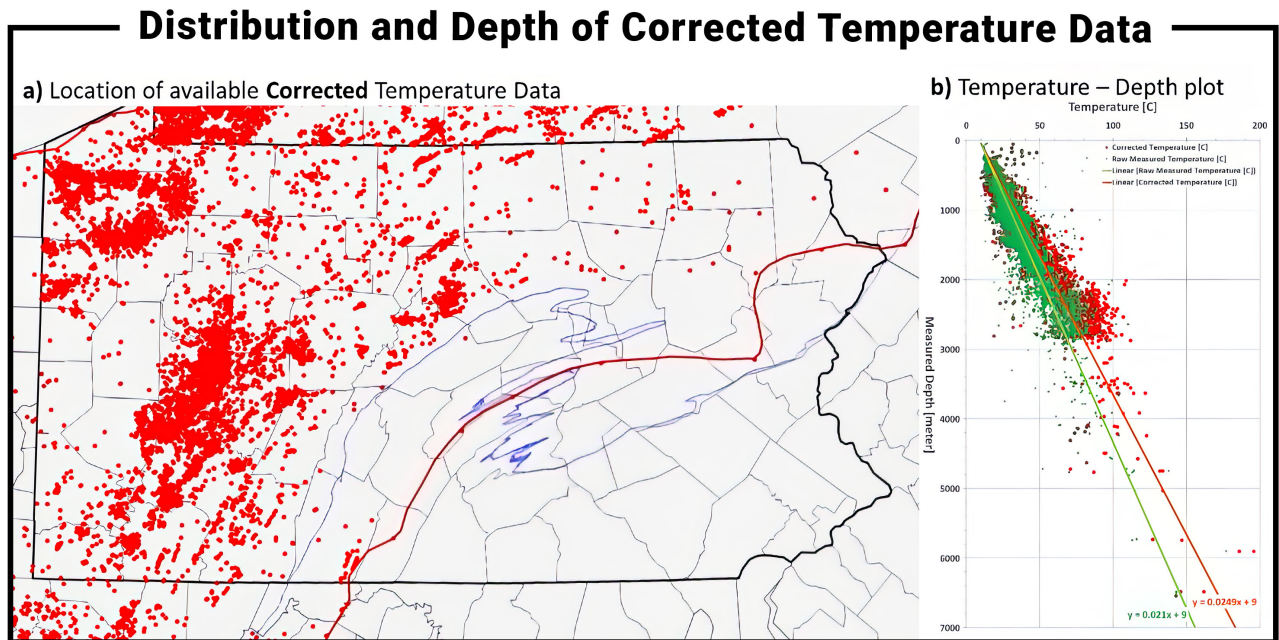 Distribution and Depth of Corrected Temperature Data
a) Location of available Corrected Temperature Data
b) Temperature – Depth plot
Temperature [C]
0 50 100 150 200
0
1000
2000
3000
4000
5000
6000
7000
Measured Depth [meter]
Corrected Temperature [C]
Raw Measured Temperature [C]
Linear [Raw Measured Temperature [C]]
Linear [Corrected Temperature [C]]
y = 0.0249x + 9
y = 0.021x + 9